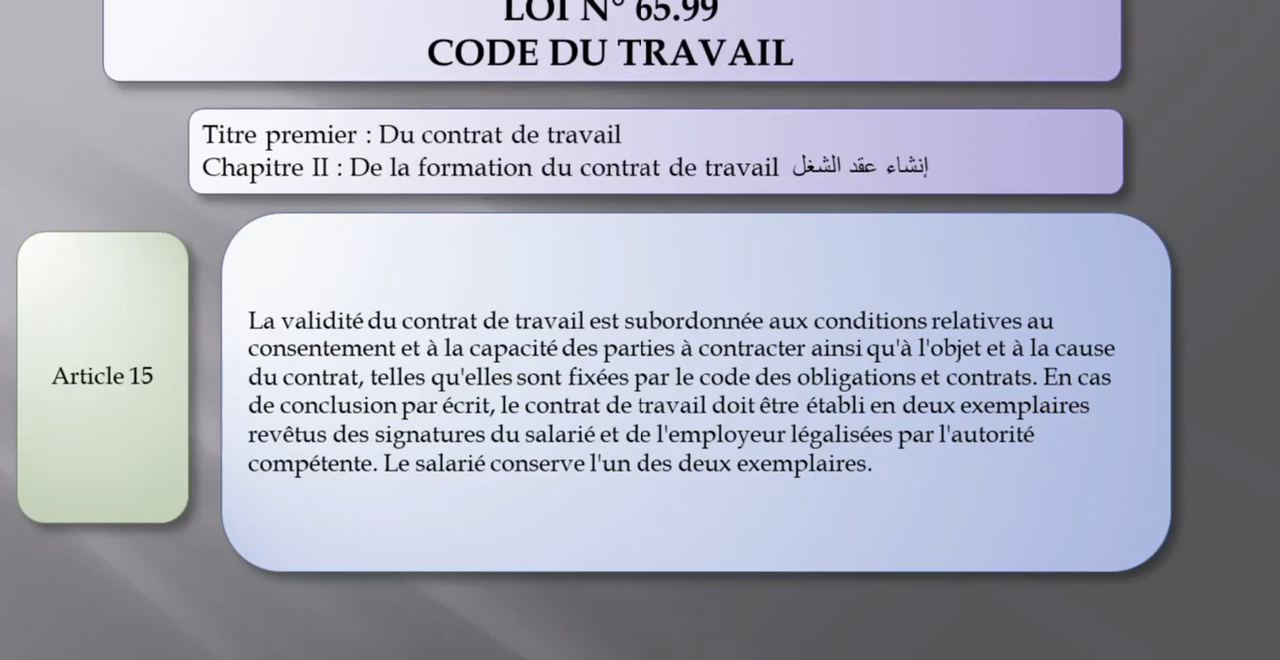 LOI N° 65.99
CODE DU TRAVAIL
Titre premier : Du contrat de travail
Chapitre II : De la formation du contrat de travail إنشاء عقد الشغل
Article 15
La validité du contrat de travail est subordonnée aux conditions relatives au
consentement et à la capacité des parties à contracter ainsi qu'à l'objet et à la cause
du contrat, telles qu'elles sont fixées par le code des obligations et contrats. En cas
de conclusion par écrit, le contrat de travail doit être établi en deux exemplaires
revêtus des signatures du salarié et de l'employeur légalisées par l'autorité
compétente. Le salarié conserve l'un des deux exemplaires.